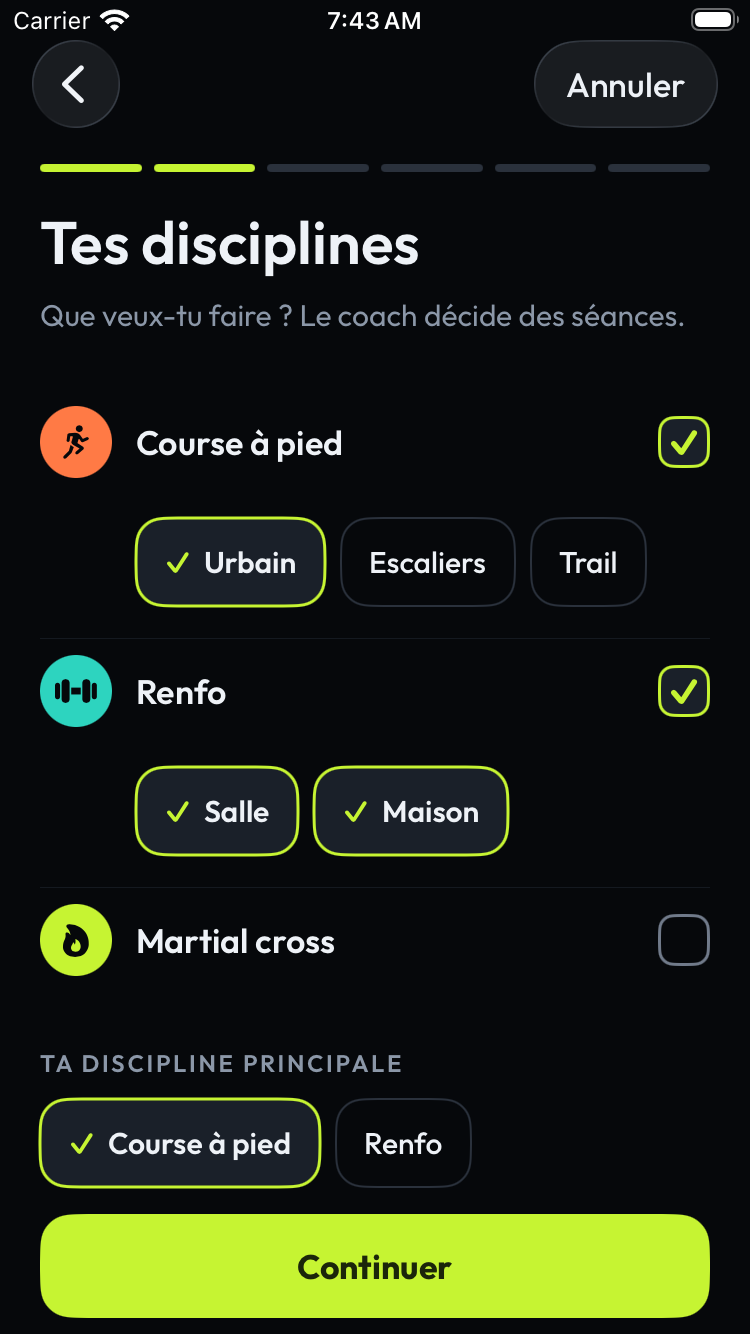 Carrier 7:43 AM
Annuler
Tes disciplines
Que veux-tu faire ? Le coach décide des séances.
Course à pied
Urbain Escaliers Trail
Renfo
Salle Maison
Martial cross
TA DISCIPLINE PRINCIPALE
Course à pied Renfo
Continuer